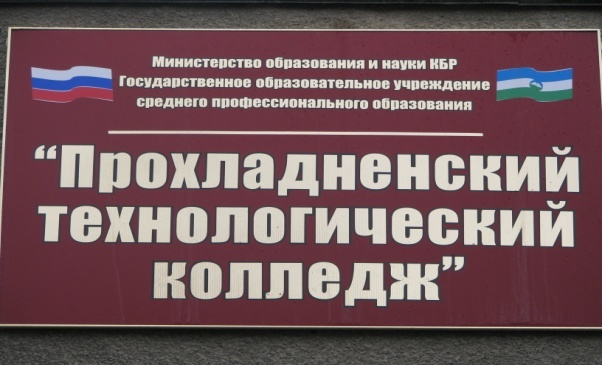 Министерство образования и науки КБР
Государственное образовательное учреждение
среднего профессионального образования
“Прохладненский
технологический
колледж”